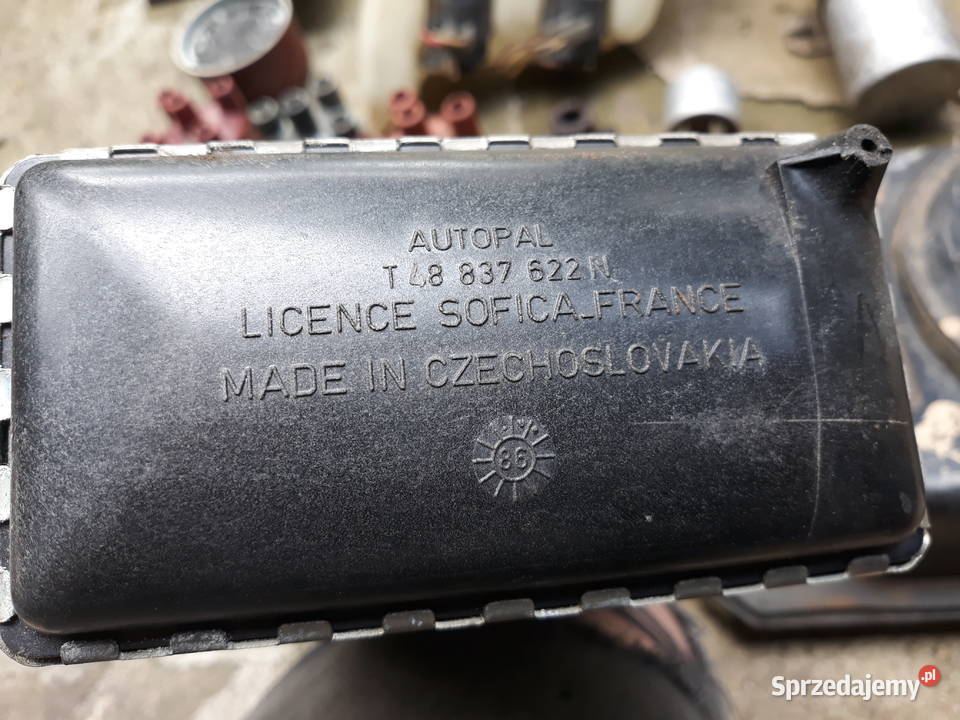 AUTOPAL
T 48 837 622 N
LICENCE SOFICA-FRANCE
MADE IN CZECHOSLOVAKIA
86
Sprzedajemy.pl